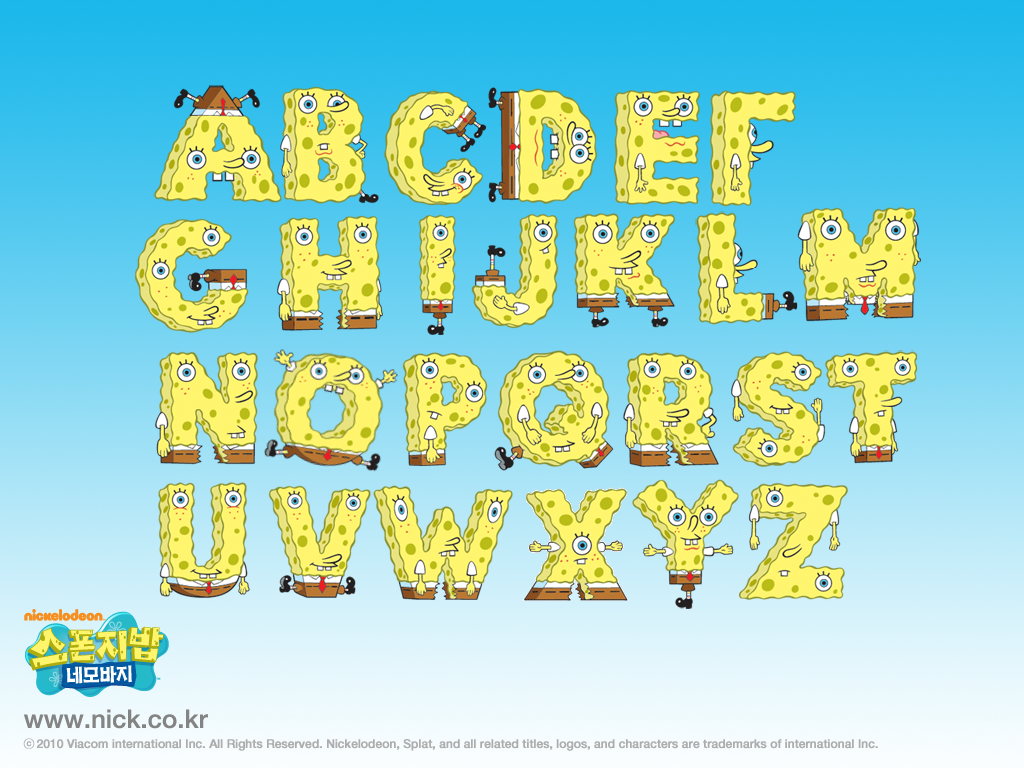 ABCDEF
GHIJKLM
NOPQRST
UVWXYZ
nickelodeon
스폰지밥
네모바지
www.nick.co.kr
©2010 Viacom international Inc. All Rights Reserved. Nickelodeon, Splat, and all related titles, logos, and characters are trademarks of international Inc.